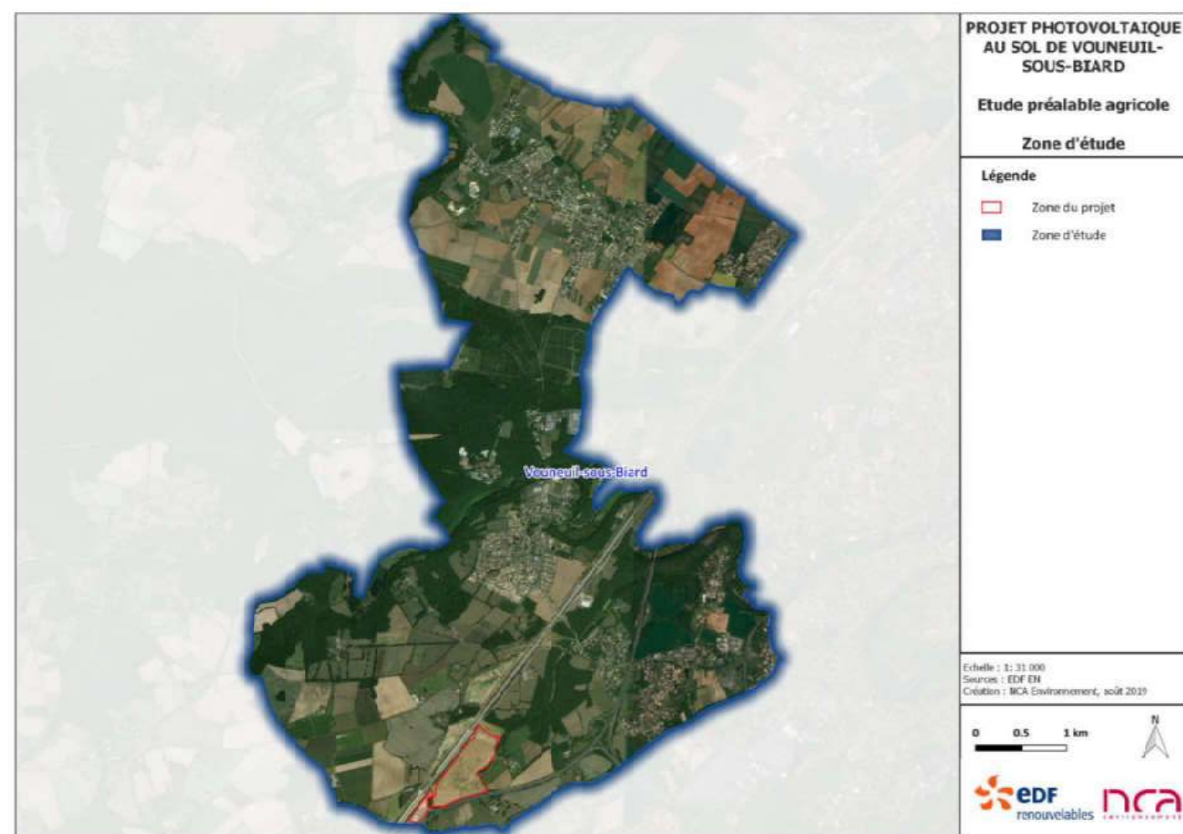 PROJET PHOTOVOLTAIQUE
AU SOL DE VOUNEUIL-
SOUS-BIARD
Etude préalable agricole
Zone d'étude
Légende
Zone du projet
Zone d'étude
Vouneuil-sous-Biard
Echelle : 1: 31 000
Sources : EDF EN
Création : NCA Environnement, août 2019
0 0.5 1 km
N
eDF
renouvelables
nca
environnement